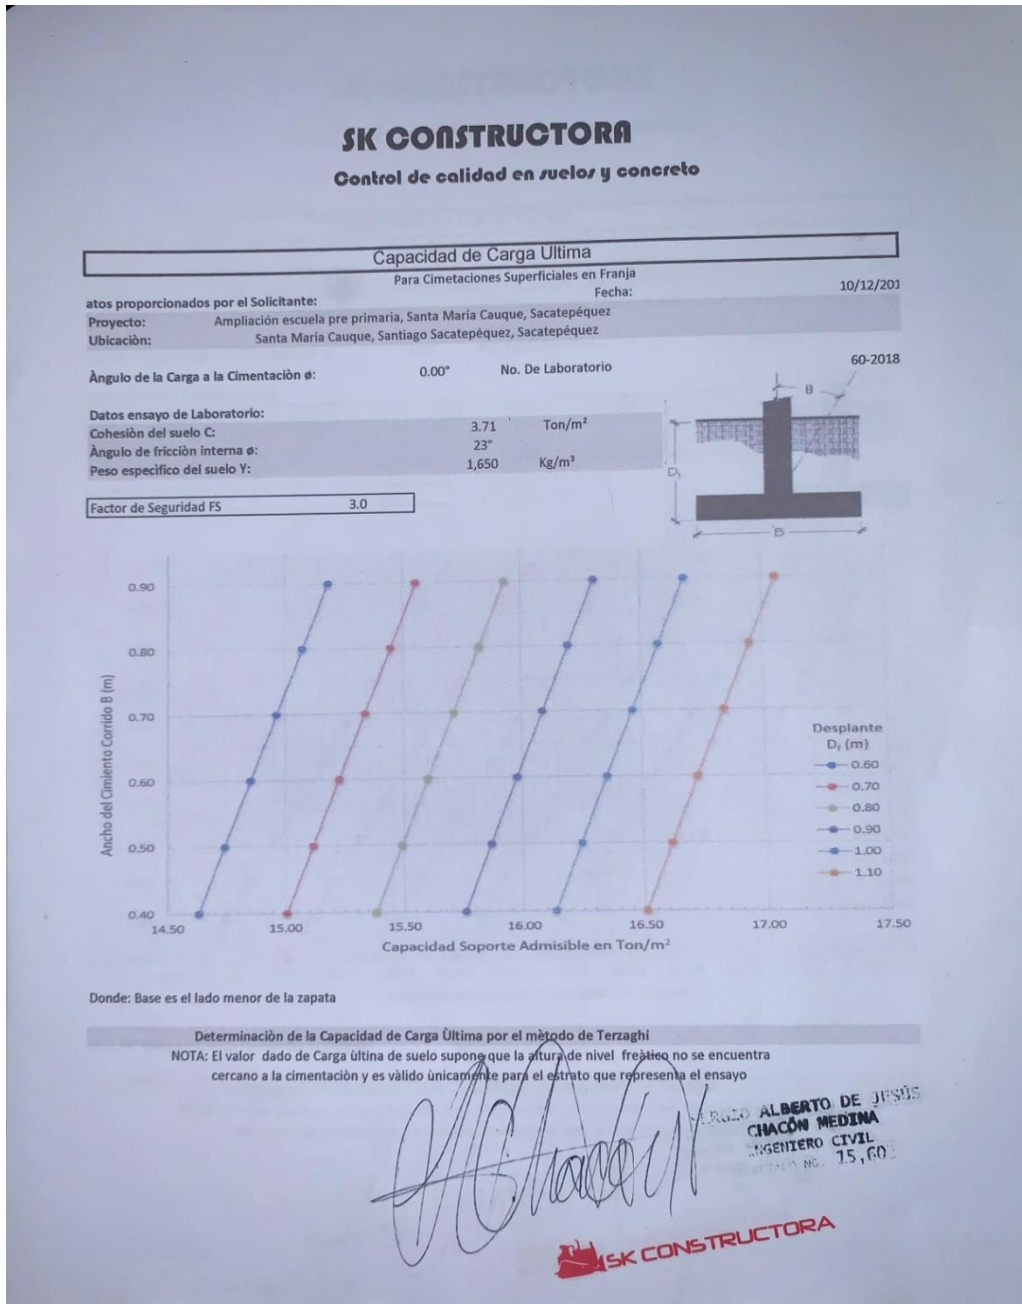 SK CONSTRUCTORA
Control de calidad en suelos y concreto
Capacidad de Carga Ultima
Para Cimetaciones Superficiales en Franja
atos proporcionados por el Solicitante:
Fecha: 10/12/201
Proyecto: Ampliaciòn escuela pre primaria, Santa Marìa Cauque, Sacatepéquez
Ubicaciòn: Santa Marìa Cauque, Santiago Sacatepéquez, Sacatepéquez
Àngulo de la Carga a la Cimentaciòn ø: 0.00° No. De Laboratorio 60-2018
Datos ensayo de Laboratorio:
Cohesiòn del suelo C: 3.71 Ton/m²
Àngulo de fricciòn interna ø: 23°
Peso especìfico del suelo Y: 1,650 Kg/m³
Factor de Seguridad FS 3.0
D₁
B
Ancho del Cimiento Corrido B (m)
0.90
0.80
0.70
0.60
0.50
0.40
14.50 15.00 15.50 16.00 16.50 17.00 17.50
Capacidad Soporte Admisible en Ton/m²
Desplante
D, (m)
0.60
0.70
0.80
0.90
1.00
1.10
Donde: Base es el lado menor de la zapata
Determinaciòn de la Capacidad de Carga Ùltima por el mètodo de Terzaghi
NOTA: El valor dado de Carga ùltina de suelo supone que la altura de nivel freàtico no se encuentra
cercano a la cimentaciòn y es vàlido ùnicamente para el estrato que representa el ensayo
ALBERTO DE JESÚS
CHACÓN MEDINA
INGENIERO CIVIL
NO. 15,60
SK CONSTRUCTORA